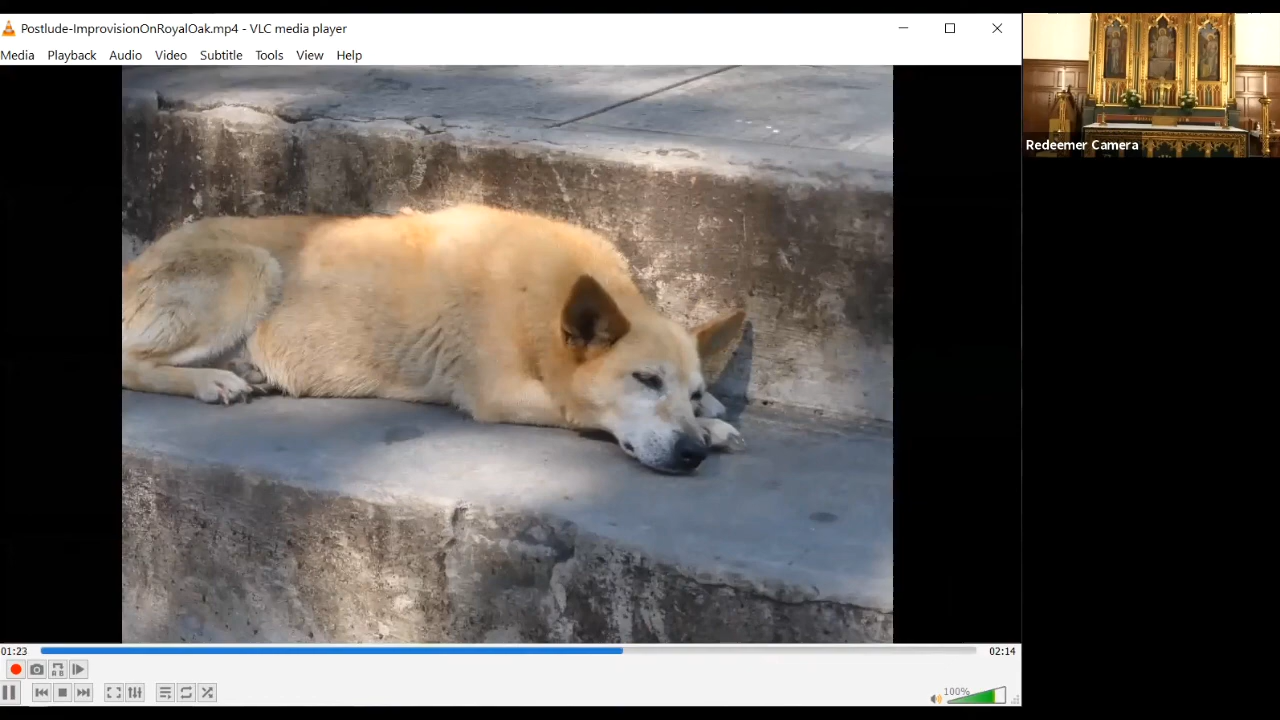 Postlude-ImprovisionOnRoyalOak.mp4 - VLC media player
Media Playback Audio Video Subtitle Tools View Help
Redeemer Camera
01:23
02:14
100%